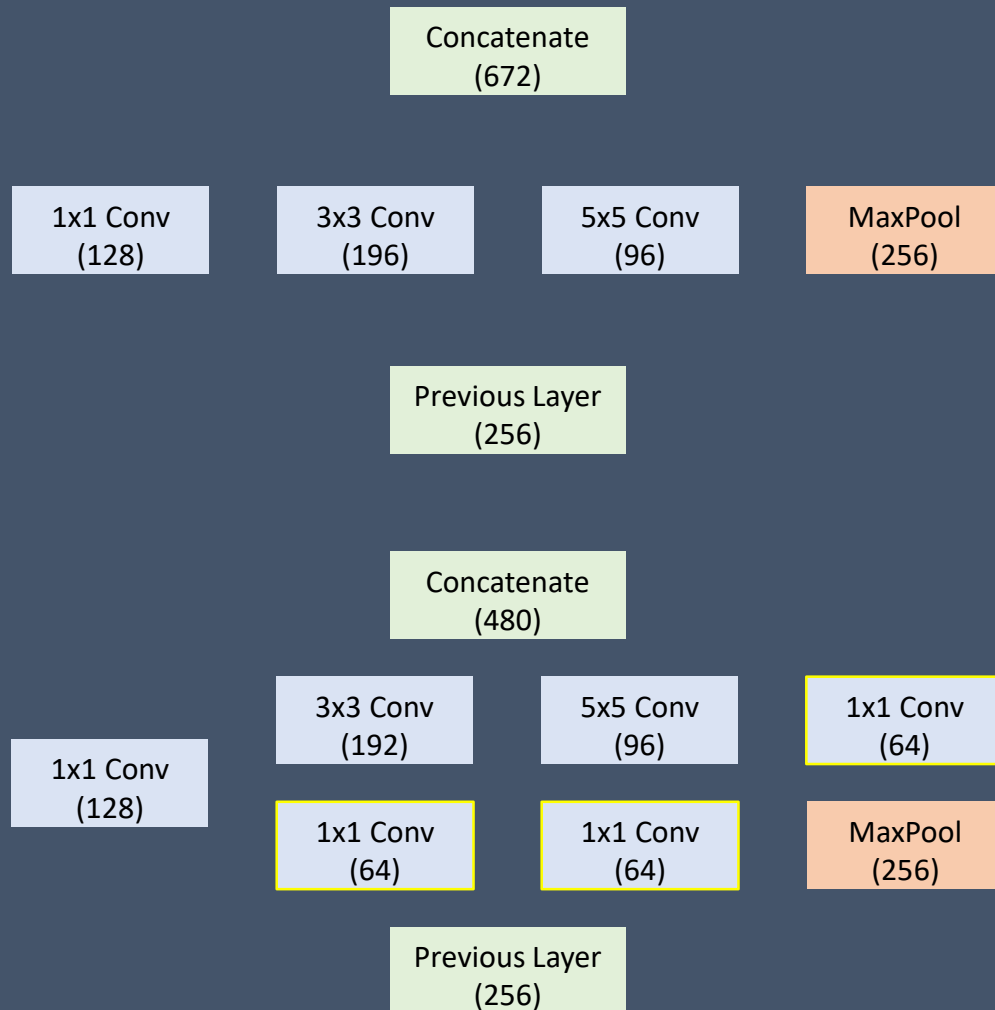 Concatenate
(672)
1x1 Conv
(128)
3x3 Conv
(196)
5x5 Conv
(96)
MaxPool
(256)
Previous Layer
(256)
Concatenate
(480)
3x3 Conv
(192)
5x5 Conv
(96)
1x1 Conv
(64)
1x1 Conv
(128)
1x1 Conv
(64)
1x1 Conv
(64)
MaxPool
(256)
Previous Layer
(256)